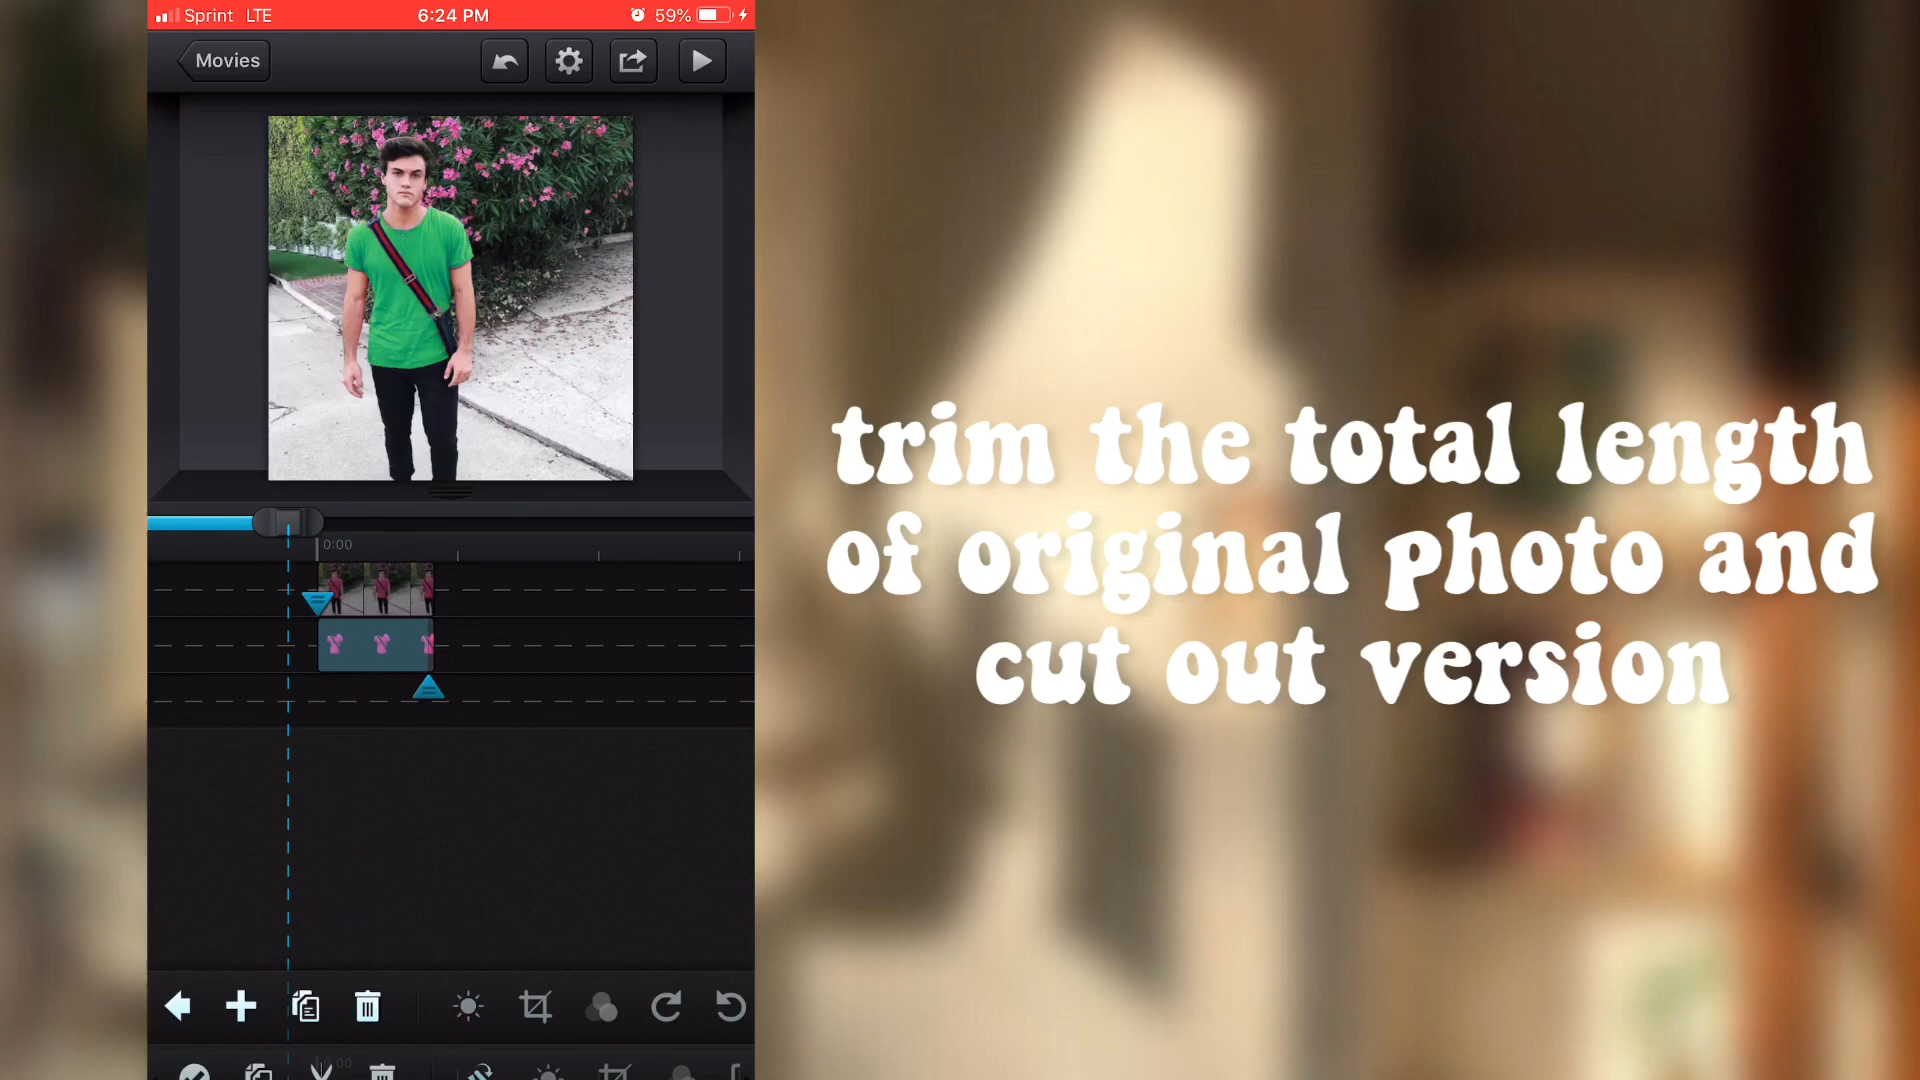 Sprint LTE 6:24 PM 59%
Movies
0:00
trim the total length
of original photo and
cut out version